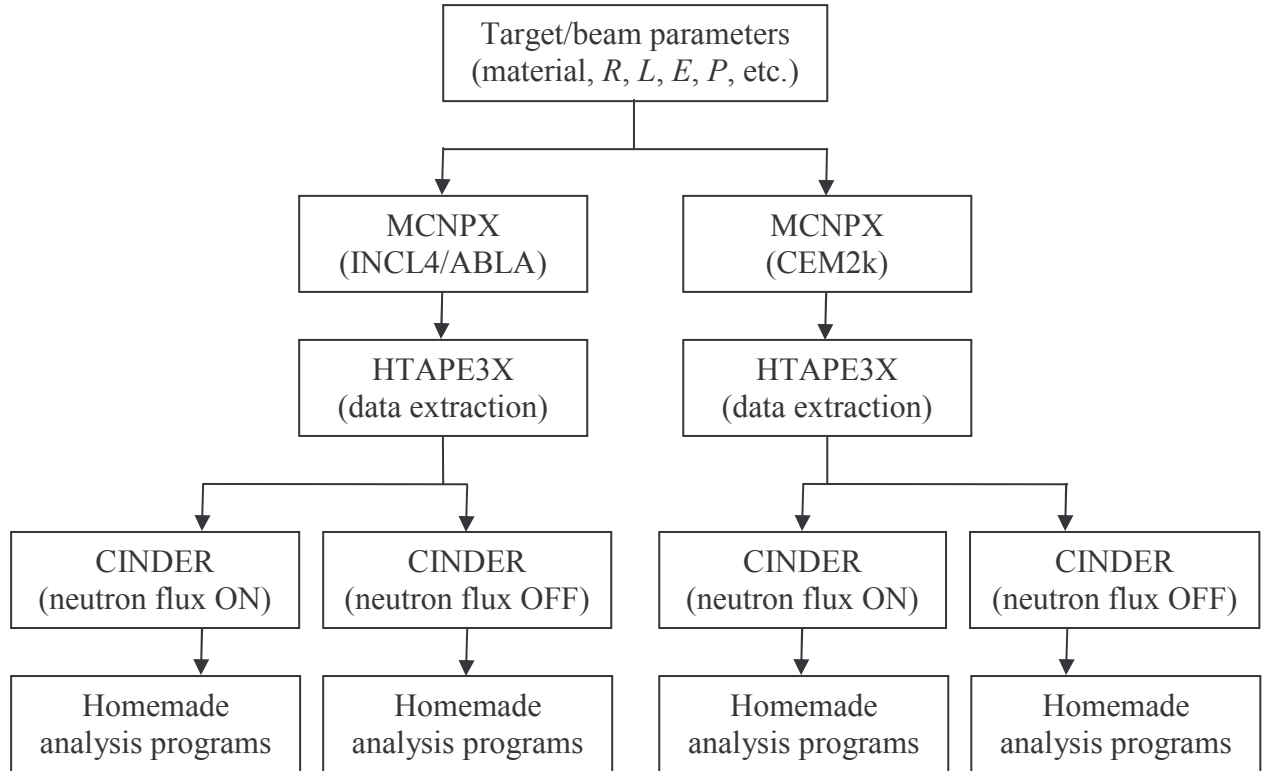 Target/beam parameters
(material, R, L, E, P, etc.)
MCNPX
(INCL4/ABLA)
MCNPX
(CEM2k)
HTAPE3X
(data extraction)
HTAPE3X
(data extraction)
CINDER
(neutron flux ON)
CINDER
(neutron flux OFF)
CINDER
(neutron flux ON)
CINDER
(neutron flux OFF)
Homemade
analysis programs
Homemade
analysis programs
Homemade
analysis programs
Homemade
analysis programs